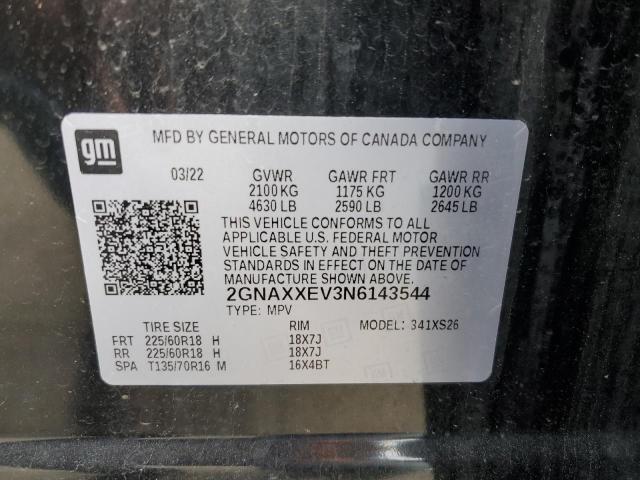 gm
MFD BY GENERAL MOTORS OF CANADA COMPANY
03/22 GVWR GAWR FRT GAWR RR
2100 KG 1175 KG 1200 KG
4630 LB 2590 LB 2645 LB
THIS VEHICLE CONFORMS TO ALL
APPLICABLE U.S. FEDERAL MOTOR
VEHICLE SAFETY AND THEFT PREVENTION
STANDARDS IN EFFECT ON THE DATE OF
MANUFACTURE SHOWN ABOVE.
2GNAXXEV3N6143544
TYPE: MPV MODEL: 341XS26
TIRE SIZE RIM
FRT 225/60R18 H 18X7J
RR 225/60R18 H 18X7J
SPA T135/70R16 M 16X4BT